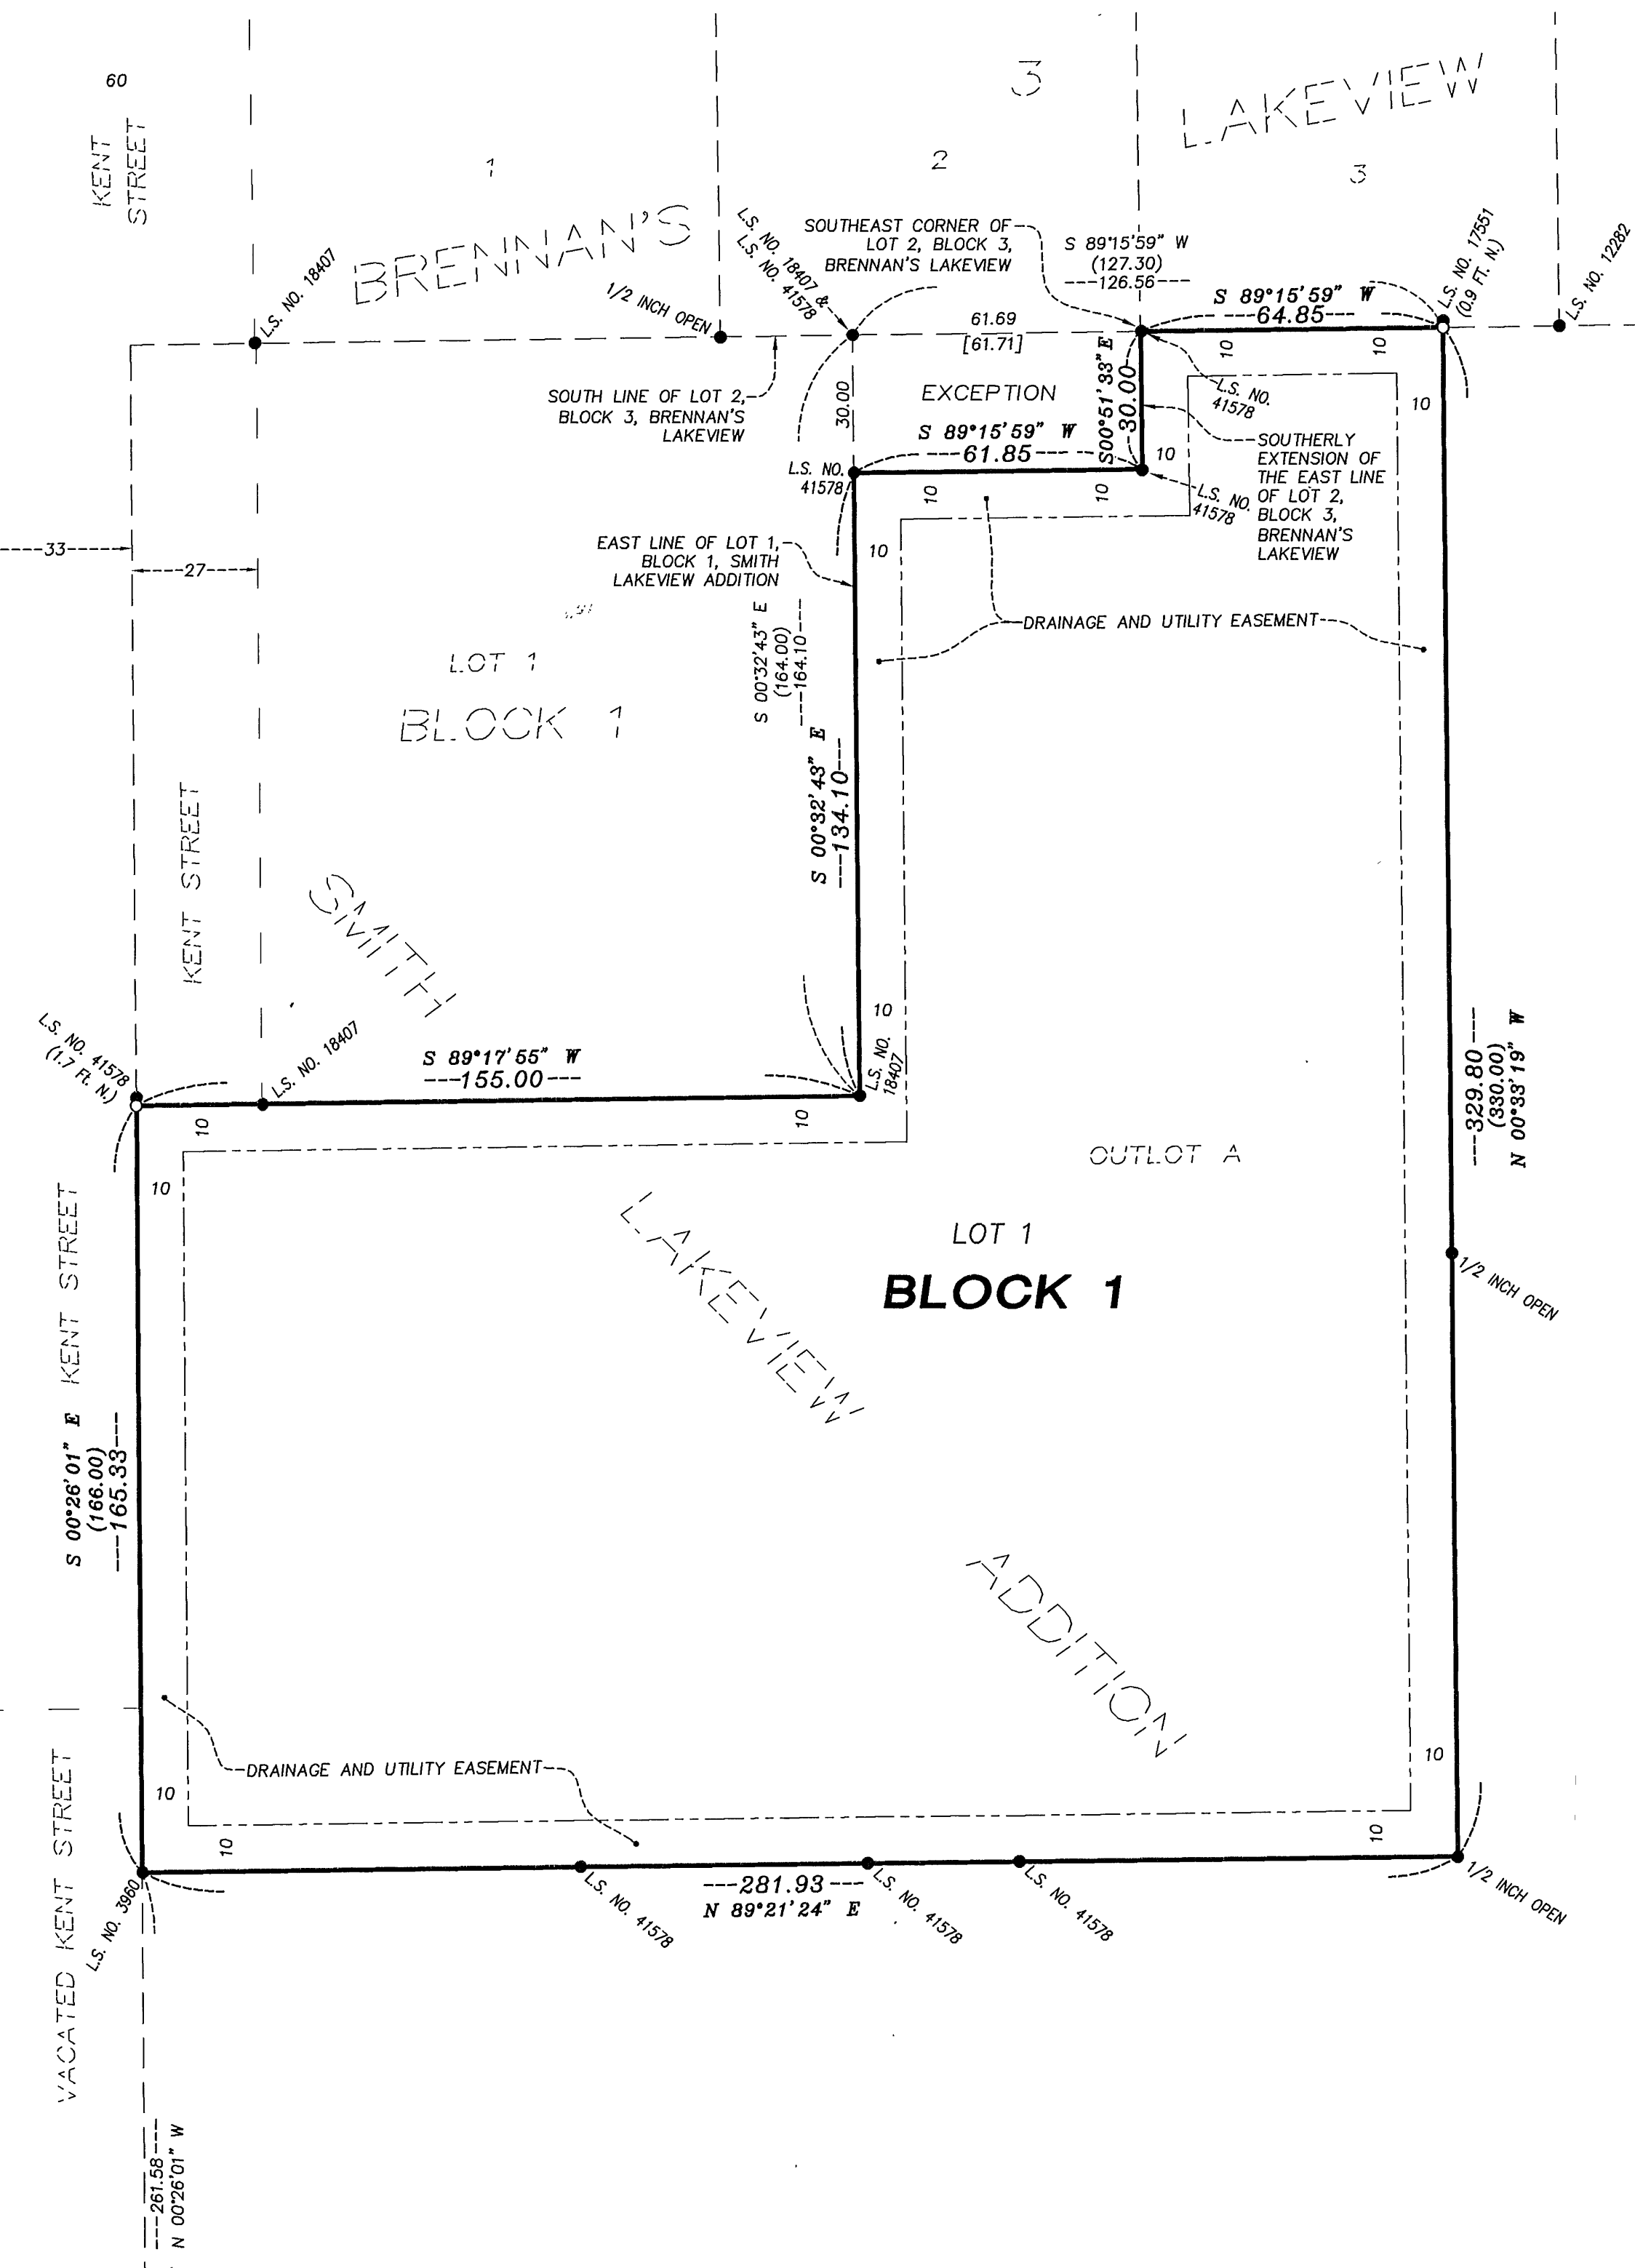 60
KENT
STREET
1
2
3
LAKEVIEW
3
BRENNAN'S
L.S. NO. 18407
1/2 INCH OPEN
L.S. NO. 18407 &
L.S. NO. 41578
SOUTHEAST CORNER OF
LOT 2, BLOCK 3,
BRENNAN'S LAKEVIEW
S 89°15'59" W
(127.30)
126.56
S 89°15'59" W
64.85
L.S. NO. 17551
(0.9 FT. N.)
L.S. NO. 12282
61.69
[61.71]
SOUTH LINE OF LOT 2,
BLOCK 3, BRENNAN'S
LAKEVIEW
30.00
EXCEPTION
S00°51'33" E
30.00
10
10
10
L.S. NO.
41578
S 89°15'59" W
61.85
L.S. NO.
41578
10
10
10
L.S. NO.
41578
SOUTHERLY
EXTENSION OF
THE EAST LINE
OF LOT 2,
BLOCK 3,
BRENNAN'S
LAKEVIEW
33
27
EAST LINE OF LOT 1,
BLOCK 1, SMITH
LAKEVIEW ADDITION
10
S 00°32'43" E
(164.00)
164.10
DRAINAGE AND UTILITY EASEMENT
LOT 1
BLOCK 1
S 00°32'43" E
134.10
KENT STREET
SMITH
L.S. NO. 41578
(1.7 Ft. N.)
L.S. NO. 18407
S 89°17'55" W
155.00
10
L.S. NO.
18407
10
10
10
329.80
(330.00)
N 00°33'19" W
OUTLOT A
LOT 1
BLOCK 1
1/2 INCH OPEN
LAKEVIEW
KENT STREET
S 00°26'01" E
(166.00)
165.33
ADDITION
VACATED KENT STREET
DRAINAGE AND UTILITY EASEMENT
10
10
10
10
L.S. NO. 3960
281.93
N 89°21'24" E
L.S. NO. 41578
L.S. NO. 41578
L.S. NO. 41578
1/2 INCH OPEN
261.58
N 00°26'01" W